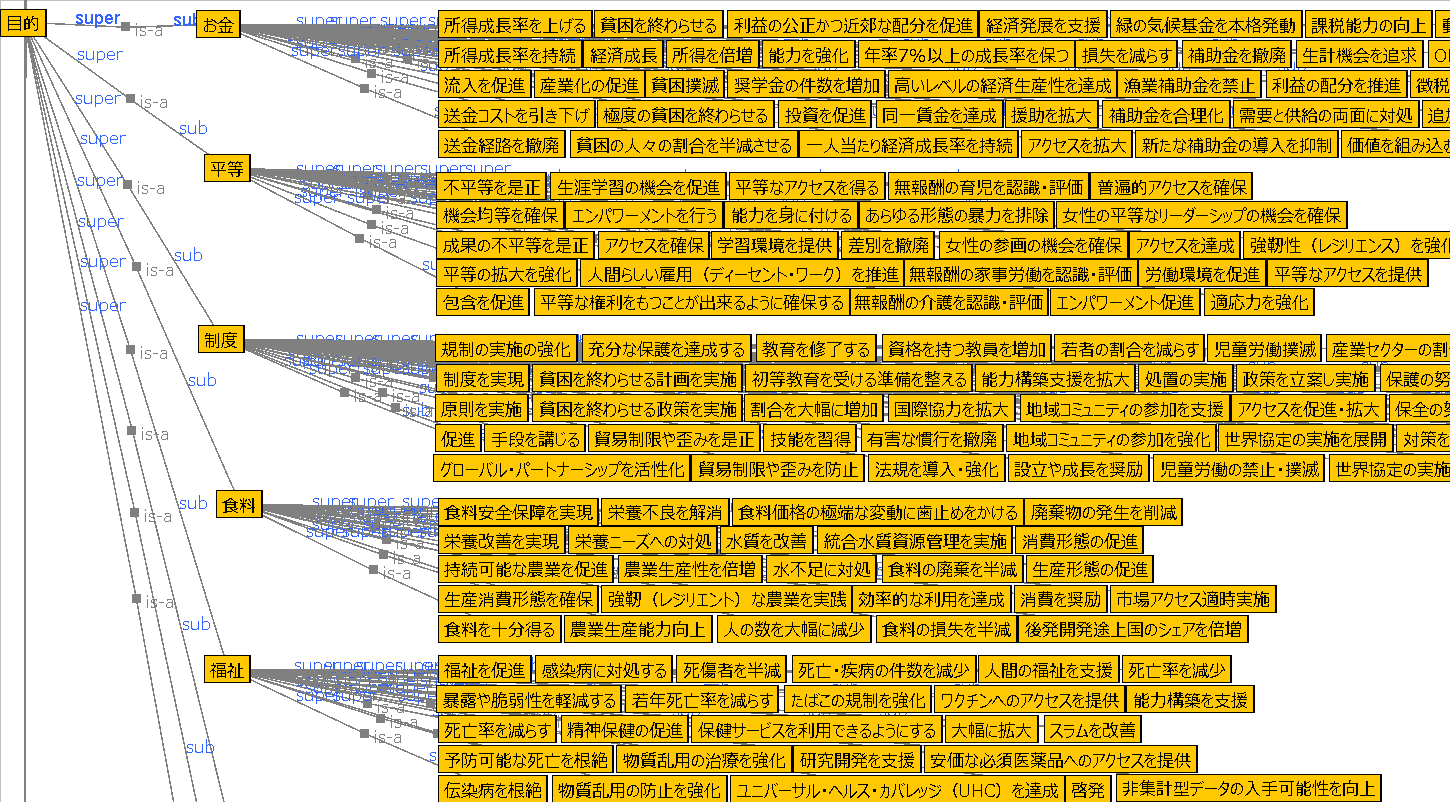 目的
お金
所得成長率を上げる 貧困を終わらせる 利益の公正かつ近郊な配分を促進 経済発展を支援 緑の気候基金を本格発動 課税能力の向上
所得成長率を持続 経済成長 所得を倍増 能力を強化 年率7%以上の成長率を保つ 損失を減らす 補助金を撤廃 生計機会を追求
流入を促進 産業化の促進 貧困撲滅 奨学金の件数を増加 高いレベルの経済生産性を達成 漁業補助金を禁止 利益の配分を推進 徴税
送金コストを引き下げ 極度の貧困を終わらせる 投資を促進 同一賃金を達成 援助を拡大 補助金を合理化 需要と供給の両面に対処 追加
送金経路を撤廃 貧困の人々の割合を半減させる 一人当たり経済成長率を持続 アクセスを拡大 新たな補助金の導入を抑制 価値を組み込む
平等
不平等を是正 生涯学習の機会を促進 平等なアクセスを得る 無報酬の育児を認識・評価 普遍的アクセスを確保
機会均等を確保 エンパワーメントを行う 能力を身に付ける あらゆる形態の暴力を排除 女性の平等なリーダーシップの機会を確保
成果の不平等を是正 アクセスを確保 学習環境を提供 差別を撤廃 女性の参画の機会を確保 アクセスを達成 強靭性（レジリエンス）を強化
平等の拡大を強化 人間らしい雇用（ディーセント・ワーク）を推進 無報酬の家事労働を認識・評価 労働環境を促進 平等なアクセスを提供
包含を促進 平等な権利をもつことが出来るように確保する 無報酬の介護を認識・評価 エンパワーメント促進 適応力を強化
制度
規制の実施の強化 充分な保護を達成する 教育を修了する 資格を持つ教員を増加 若者の割合を減らす 児童労働撲滅 産業セクターの割
制度を実現 貧困を終わらせる計画を実施 初等教育を受ける準備を整える 能力構築支援を拡大 処置の実施 政策を立案し実施 保護の努
原則を実施 貧困を終わらせる政策を実施 割合を大幅に増加 国際協力を拡大 地域コミュニティの参加を支援 アクセスを促進・拡大 保全の努
促進 手段を講じる 貿易制限や歪みを是正 技能を習得 有害な慣行を撤廃 地域コミュニティの参加を強化 世界協定の実施を展開 対策を
グローバル・パートナーシップを活性化 貿易制限や歪みを防止 法規を導入・強化 設立や成長を奨励 児童労働の禁止・撲滅 世界協定の実施
食料
食料安全保障を実現 栄養不良を解消 食料価格の極端な変動に歯止めをかける 廃棄物の発生を削減
栄養改善を実現 栄養ニーズへの対処 水質を改善 統合水質資源管理を実施 消費形態の促進
持続可能な農業を促進 農業生産性を倍増 水不足に対処 食料の廃棄を半減 生産形態の促進
生産消費形態を確保 強靭（レジリエント）な農業を実践 効率的な利用を達成 消費を奨励 市場アクセス適時実施
食料を十分得る 農業生産能力向上 人の数を大幅に減少 食料の損失を半減 後発開発途上国のシェアを倍増
福祉
福祉を促進 感染病に対処する 死傷者を半減 死亡・疾病の件数を減少 人間の福祉を支援 死亡率を減少
暴露や脆弱性を軽減する 若年死亡率を減らす たばこの規制を強化 ワクチンへのアクセスを提供 能力構築を支援
死亡率を減らす 精神保健の促進 保健サービスを利用できるようにする 大幅に拡大 スラムを改善
予防可能な死亡を根絶 物質乱用の治療を強化 研究開発を支援 安価な必須医薬品へのアクセスを提供
伝染病を根絶 物質乱用の防止を強化 ユニバーサル・ヘルス・カバレッジ（UHC）を達成 啓発 非集計型データの入手可能性を向上
super
super
super
super
super
super
super
super
is-a
is-a
is-a
is-a
is-a
is-a
is-a
is-a
sub
sub
sub
sub
sub
sub
sub